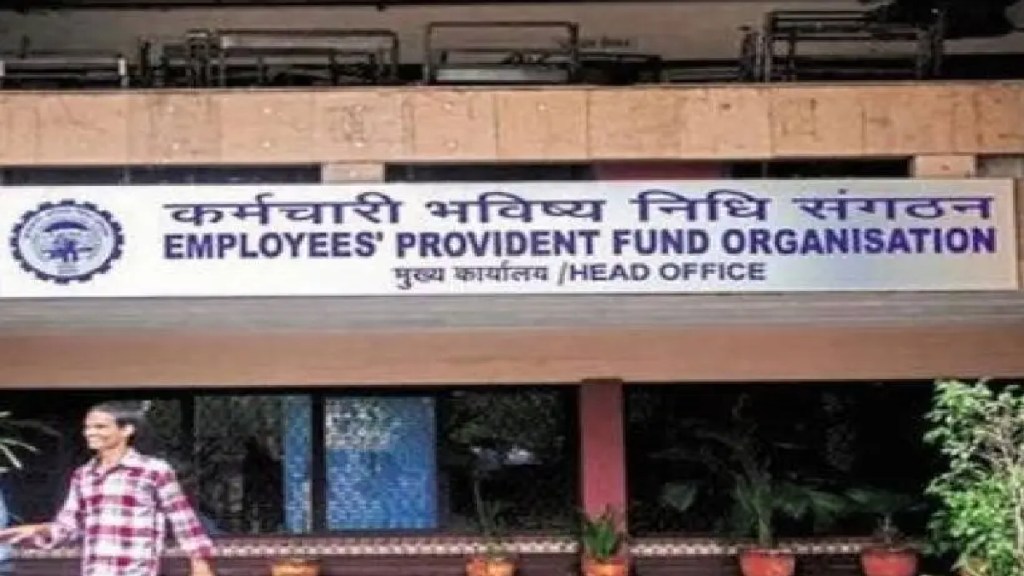 कर्मचारी भविष्य निधि संगठन
EMPLOYEES' PROVIDENT FUND ORGANISATION
मुख्य कार्यालय /HEAD OFFICE